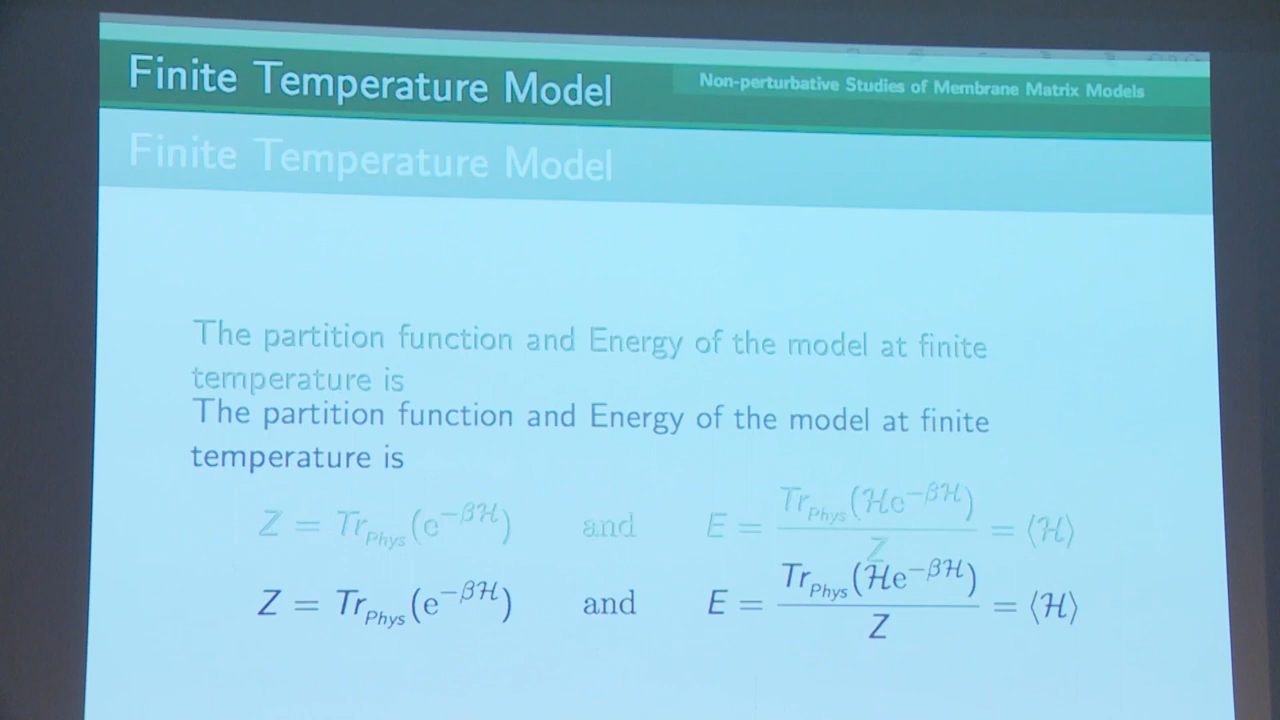 Finite Temperature Model
Non-perturbative Studies of Membrane Matrix Models
Finite Temperature Model
The partition function and Energy of the model at finite
temperature is
The partition function and Energy of the model at finite
temperature is
Z = Tr_Phys(e^{−βℋ}) and E = Tr_Phys(ℋe^{−βℋ}) / Z = ⟨ℋ⟩
Z = Tr_Phys(e^{−βℋ}) and E = Tr_Phys(ℋe^{−βℋ}) / Z = ⟨ℋ⟩